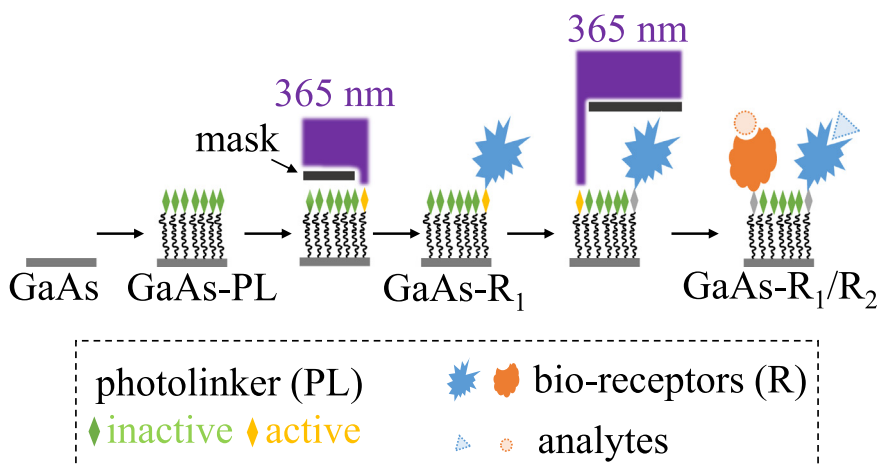 365 nm
365 nm
mask
GaAs
GaAs-PL
GaAs-R₁
GaAs-R₁/R₂
photolinker (PL)
bio-receptors (R)
inactive
active
analytes